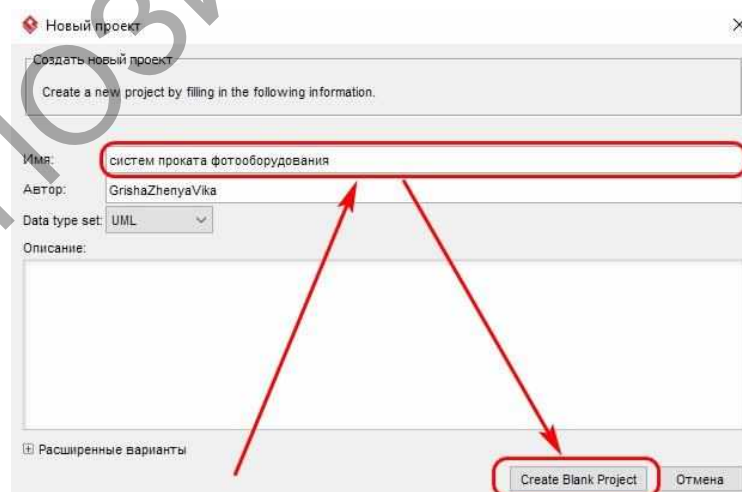 Новый проект
Создать новый проект
Create a new project by filling in the following information.
Имя: систем проката фотооборудования
Автор: GrishaZhenyaVika
Data type set: UML
Описание:
Расширенные варианты
Create Blank Project Отмена